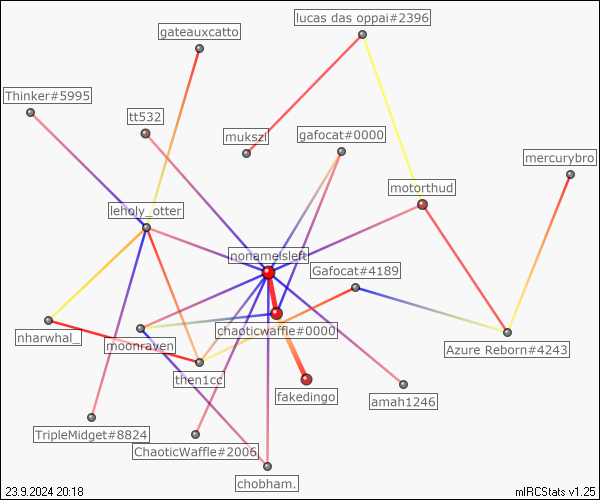 lucas das oppai#2396
gateauxcatto
Thinker#5995
tt532
mukszi
gafocat#0000
mercurybro
motorthud
leholy_otter
nonameisleft
Gafocat#4189
chaoticwaffle#0000
nharwhal_
moonraven
Azure Reborn#4243
then1cc
fakedingo
amah1246
TripleMidget#8824
ChaoticWaffle#2006
chobham.
23.9.2024 20:18
mIRCStats v1.25